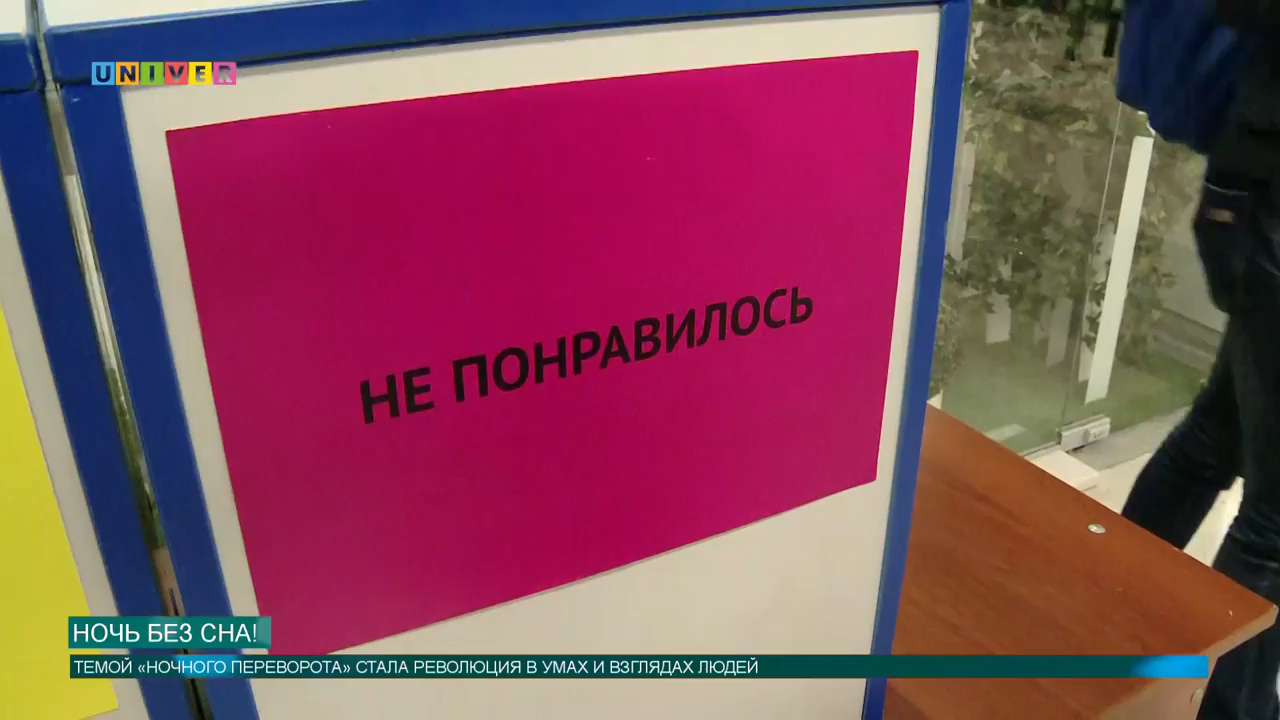 UNIVER
НЕ ПОНРАВИЛОСЬ
НОЧЬ БЕЗ СНА!
ТЕМОЙ «НОЧНОГО ПЕРЕВОРОТА» СТАЛА РЕВОЛЮЦИЯ В УМАХ И ВЗГЛЯДАХ ЛЮДЕЙ